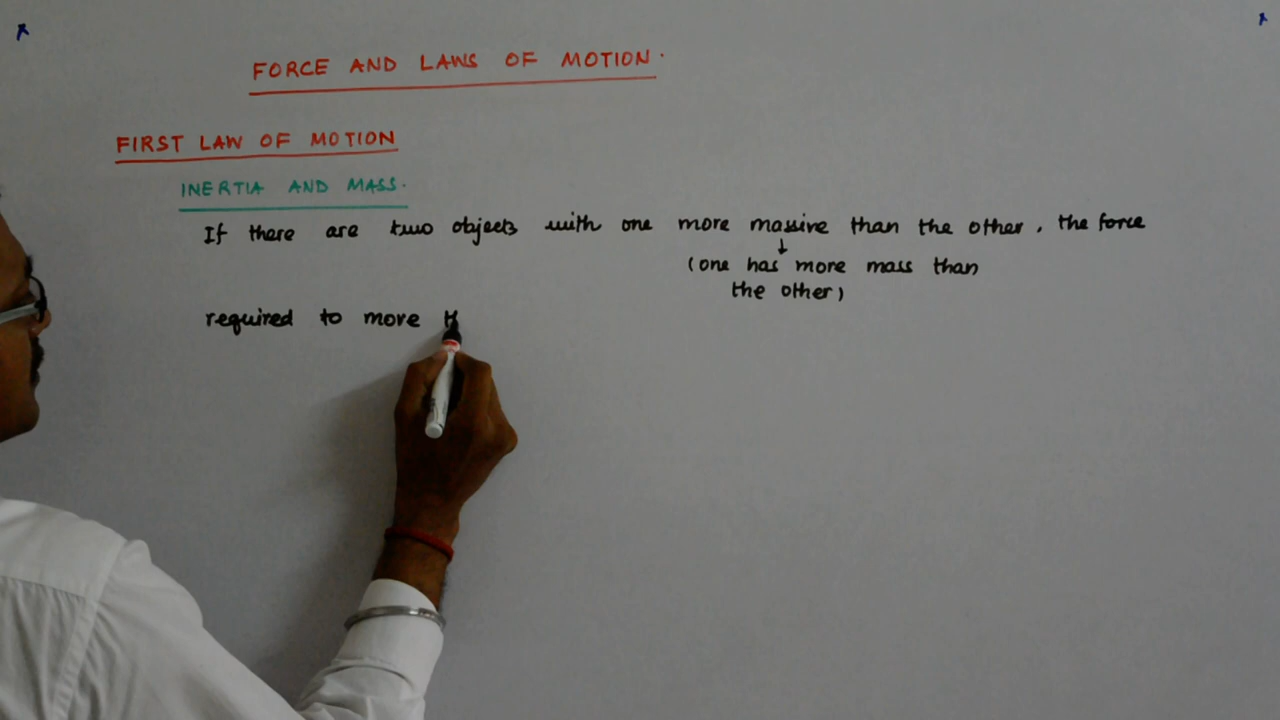 FORCE AND LAWS OF MOTION.
FIRST LAW OF MOTION
INERTIA AND MASS.
If there are two objects with one more massive than the other, the force
(one has more mass than
the other)
required to move